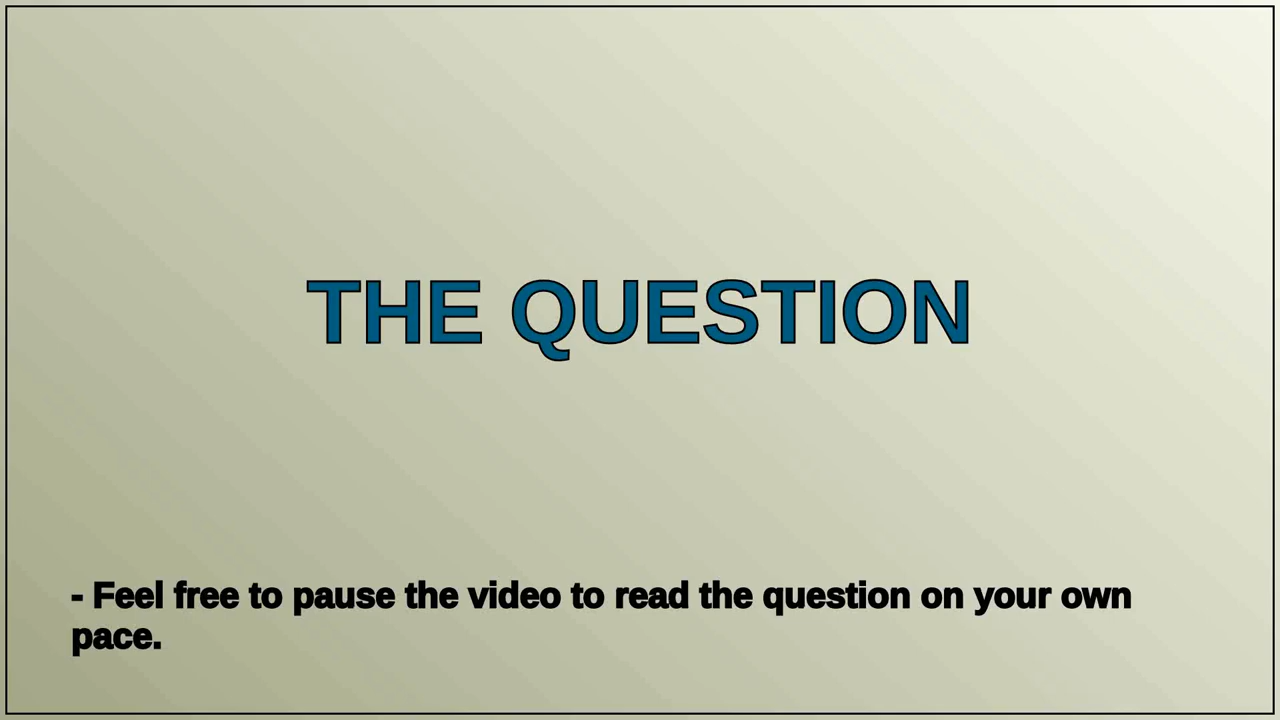 THE QUESTION
- Feel free to pause the video to read the question on your own
pace.